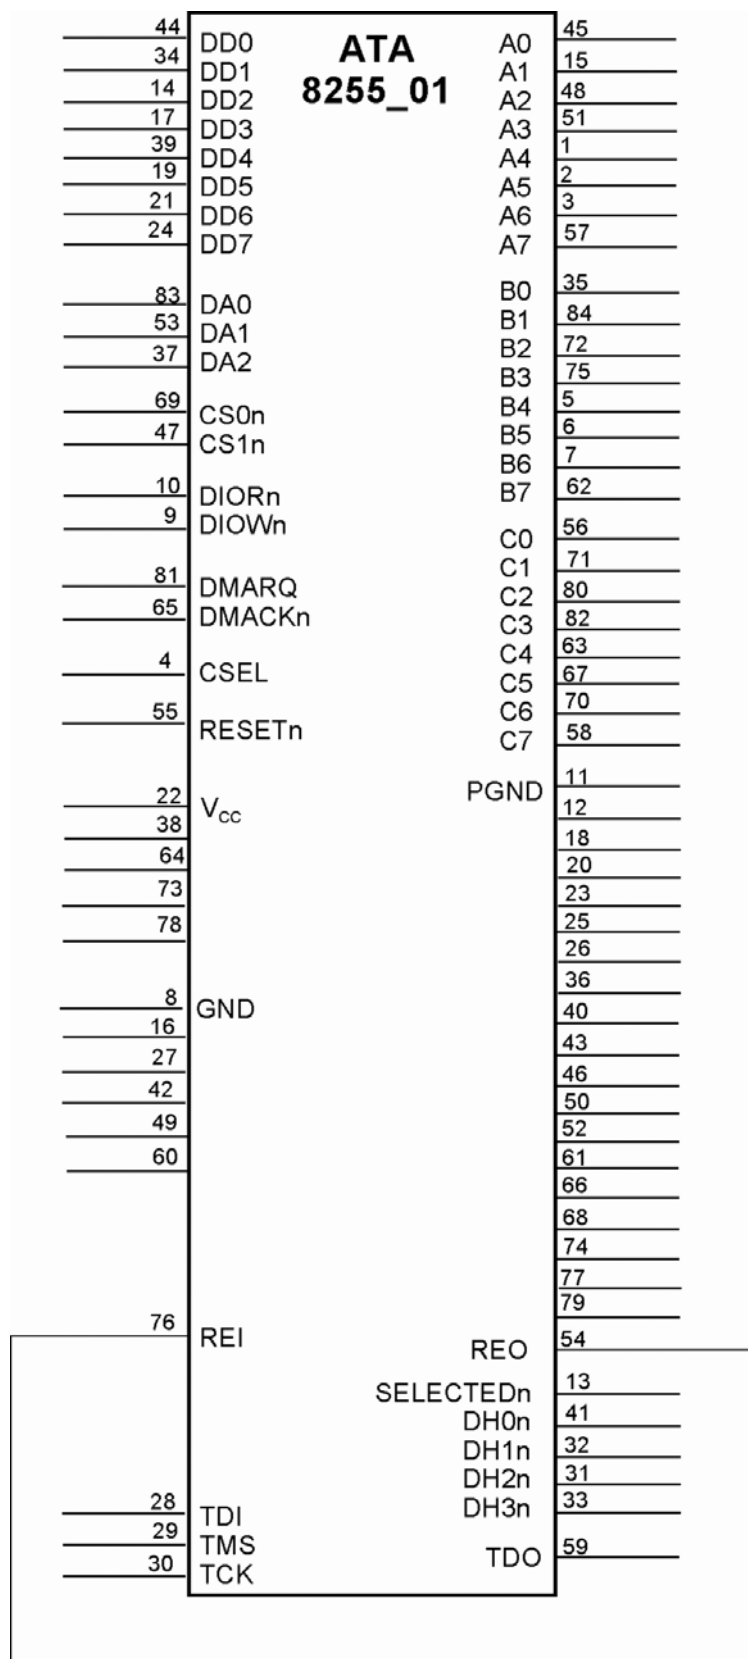 ATA
8255_01
44 DD0
34 DD1
14 DD2
17 DD3
39 DD4
19 DD5
21 DD6
24 DD7
83 DA0
53 DA1
37 DA2
69 CS0n
47 CS1n
10 DIORn
9 DIOWn
81 DMARQ
65 DMACKn
4 CSEL
55 RESETn
22 VCC
38
64
73
78
8 GND
16
27
42
49
60
76 REI
28 TDI
29 TMS
30 TCK
A0 45
A1 15
A2 48
A3 51
A4 1
A5 2
A6 3
A7 57
B0 35
B1 84
B2 72
B3 75
B4 5
B5 6
B6 7
B7 62
C0 56
C1 71
C2 80
C3 82
C4 63
C5 67
C6 70
C7 58
PGND 11
12
18
20
23
25
26
36
40
43
46
50
52
61
66
68
74
77
79
REO 54
SELECTEDn 13
DH0n 41
DH1n 32
DH2n 31
DH3n 33
TDO 59